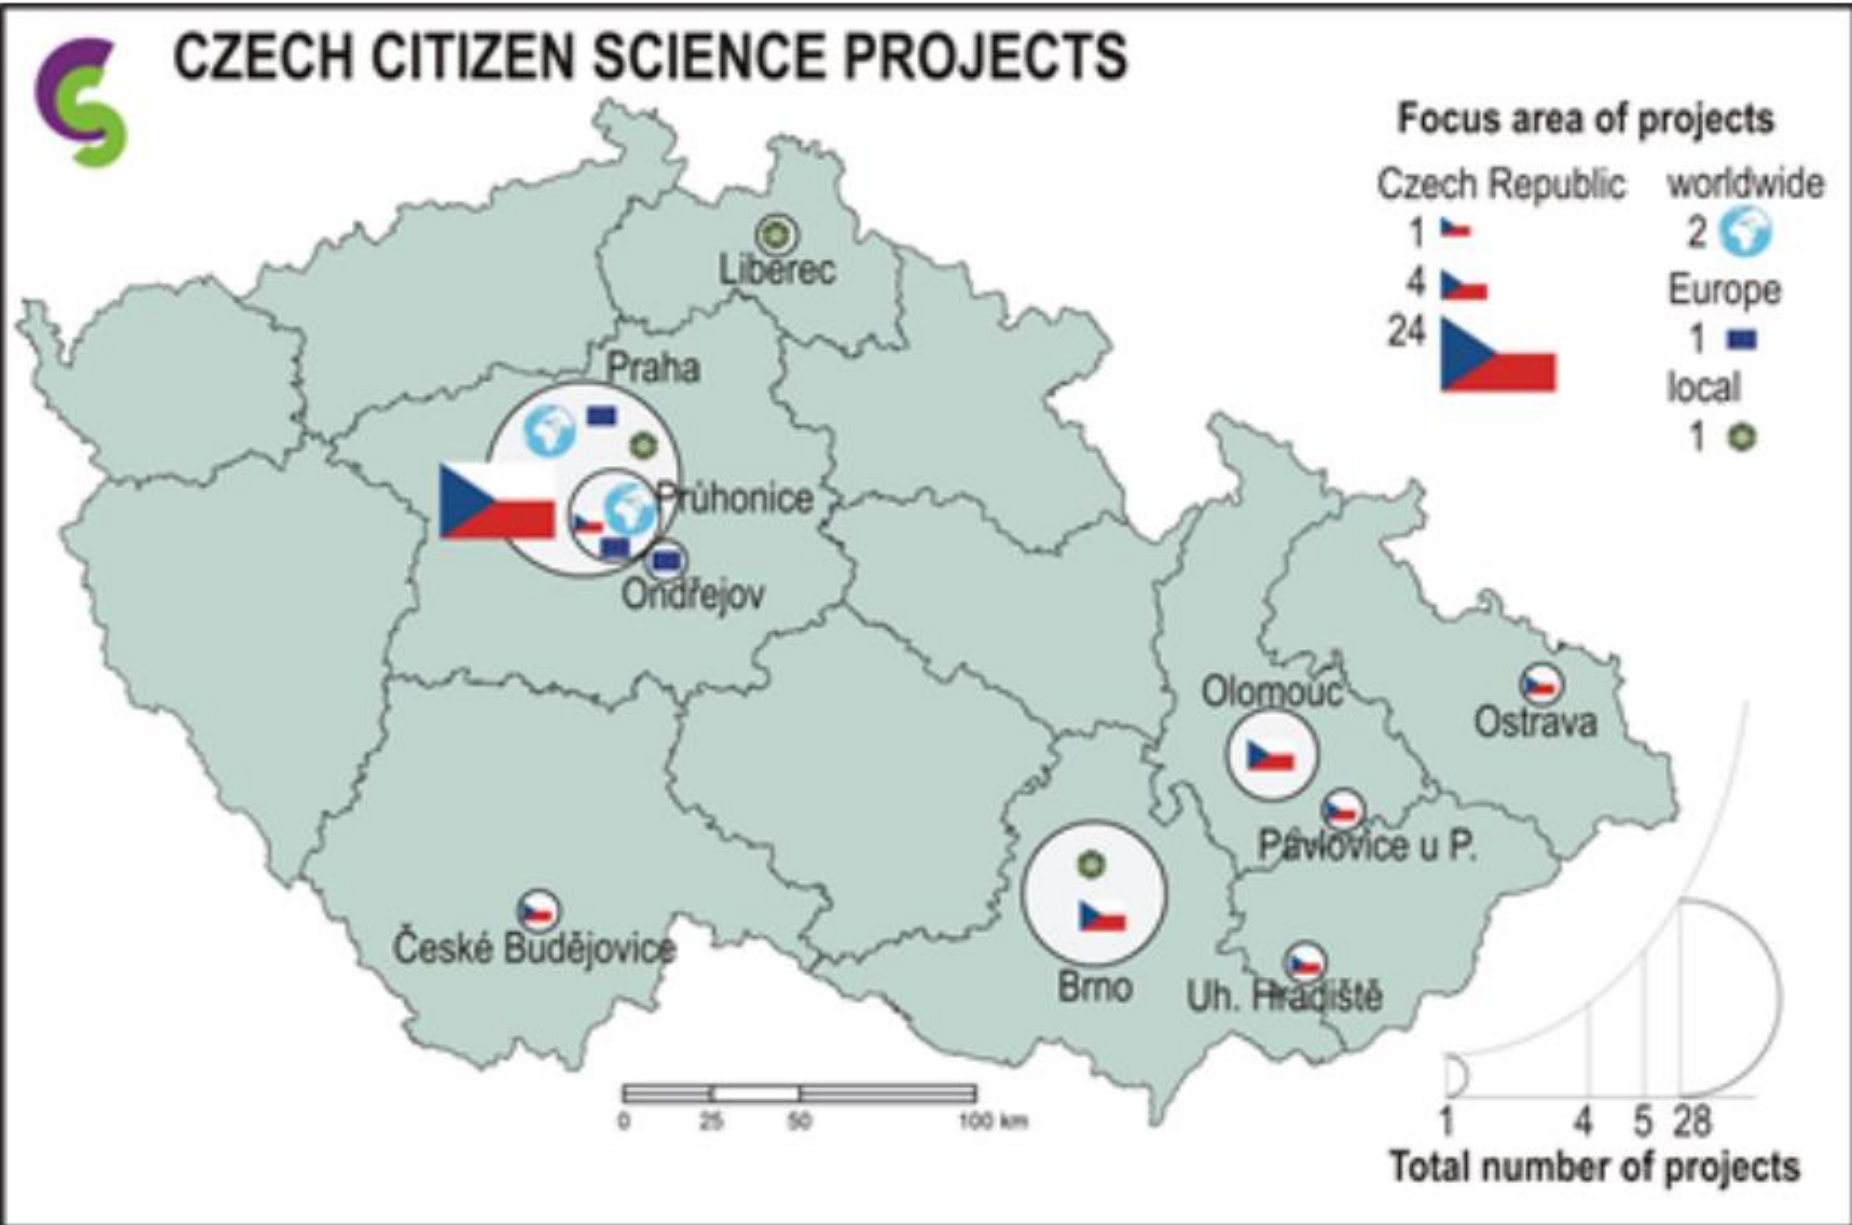 CZECH CITIZEN SCIENCE PROJECTS
Focus area of projects
Czech Republic
1
4
24
worldwide
2
Europe
1
local
1
Liberec
Praha
Průhonice
Ondřejov
Olomouc
Ostrava
Pavlovice u P.
České Budějovice
Brno
Uh. Hradiště
0 25 50 100 km
1 4 5 28
Total number of projects